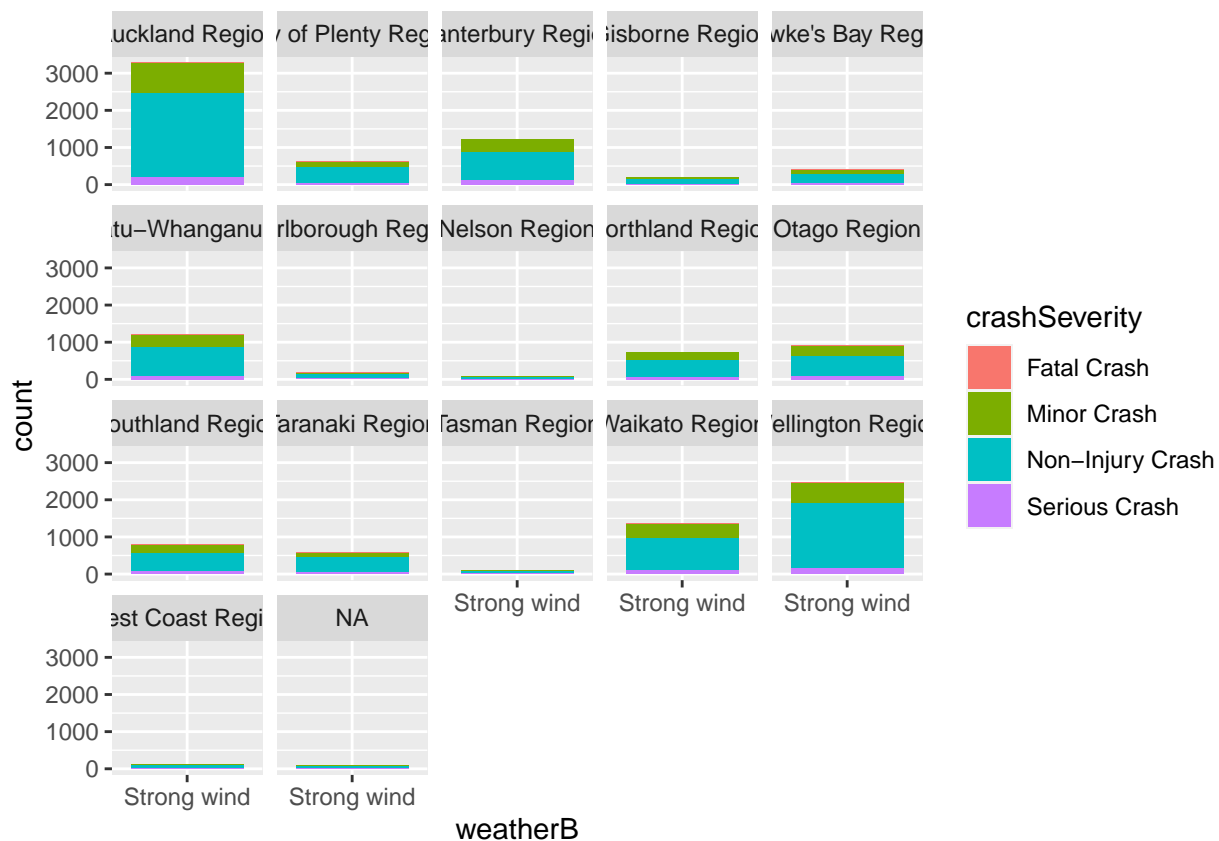 uckland Regio y of Plenty Reg anterbury Regi Gisborne Regio wke's Bay Reg
3000
2000
1000
0
atu−Whanganu rlborough Reg Nelson Region orthland Regio Otago Region
3000
2000
1000
0
outhland Regio Taranaki Region Tasman Region Waikato Region Wellington Regio
3000
2000
1000
0
Strong wind Strong wind Strong wind
est Coast Regi NA
3000
2000
1000
0
Strong wind Strong wind
weatherB
count
crashSeverity
Fatal Crash
Minor Crash
Non−Injury Crash
Serious Crash